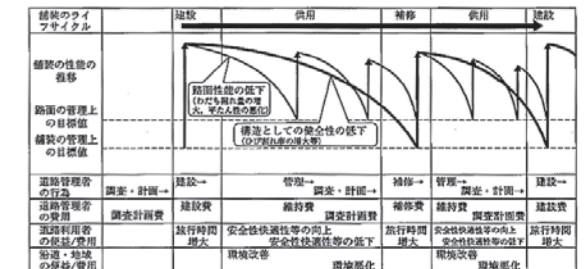 舗装のライフサイクル
建設 供用 補修 供用 建設
舗装の性能の推移
路面性能の低下
(わだち掘れ量の増大、平たん性の悪化)
路面の管理上の目標値
構造としての健全性の低下
(ひび割れ率の増大等)
舗装の管理上の目標値
道路管理者の行為
調査・計画→ 建設→ 管理→ 調査・計画→ 補修→ 管理→ 調査・計画→ 建設→
道路管理者の費用
調査計画費 建設費 維持費 調査計画費 補修費 維持費 調査計画費 建設費
道路利用者の便益/費用
旅行時間増大 安全性快適性等の向上 安全性快適性等の低下 旅行時間増大 安全性快適性等の向上 安全性快適性等の低下 旅行時間増大
沿道・地域の便益/費用
環境改善 環境悪化 環境改善 環境悪化